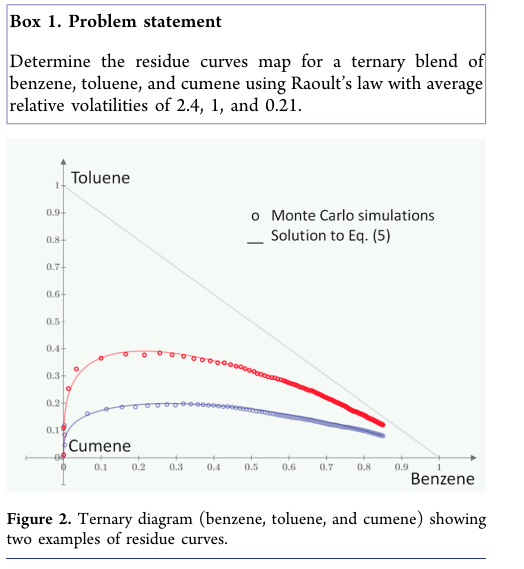 Box 1. Problem statement
Determine the residue curves map for a ternary blend of
benzene, toluene, and cumene using Raoult's law with average
relative volatilities of 2.4, 1, and 0.21.
Toluene
1
0.9
o Monte Carlo simulations
0.8
__ Solution to Eq. (5)
0.7
0.6
0.5
0.4
0.3
0.2
0.1
Cumene
0
0 0.1 0.2 0.3 0.4 0.5 0.6 0.7 0.8 0.9 1
Benzene
Figure 2. Ternary diagram (benzene, toluene, and cumene) showing
two examples of residue curves.